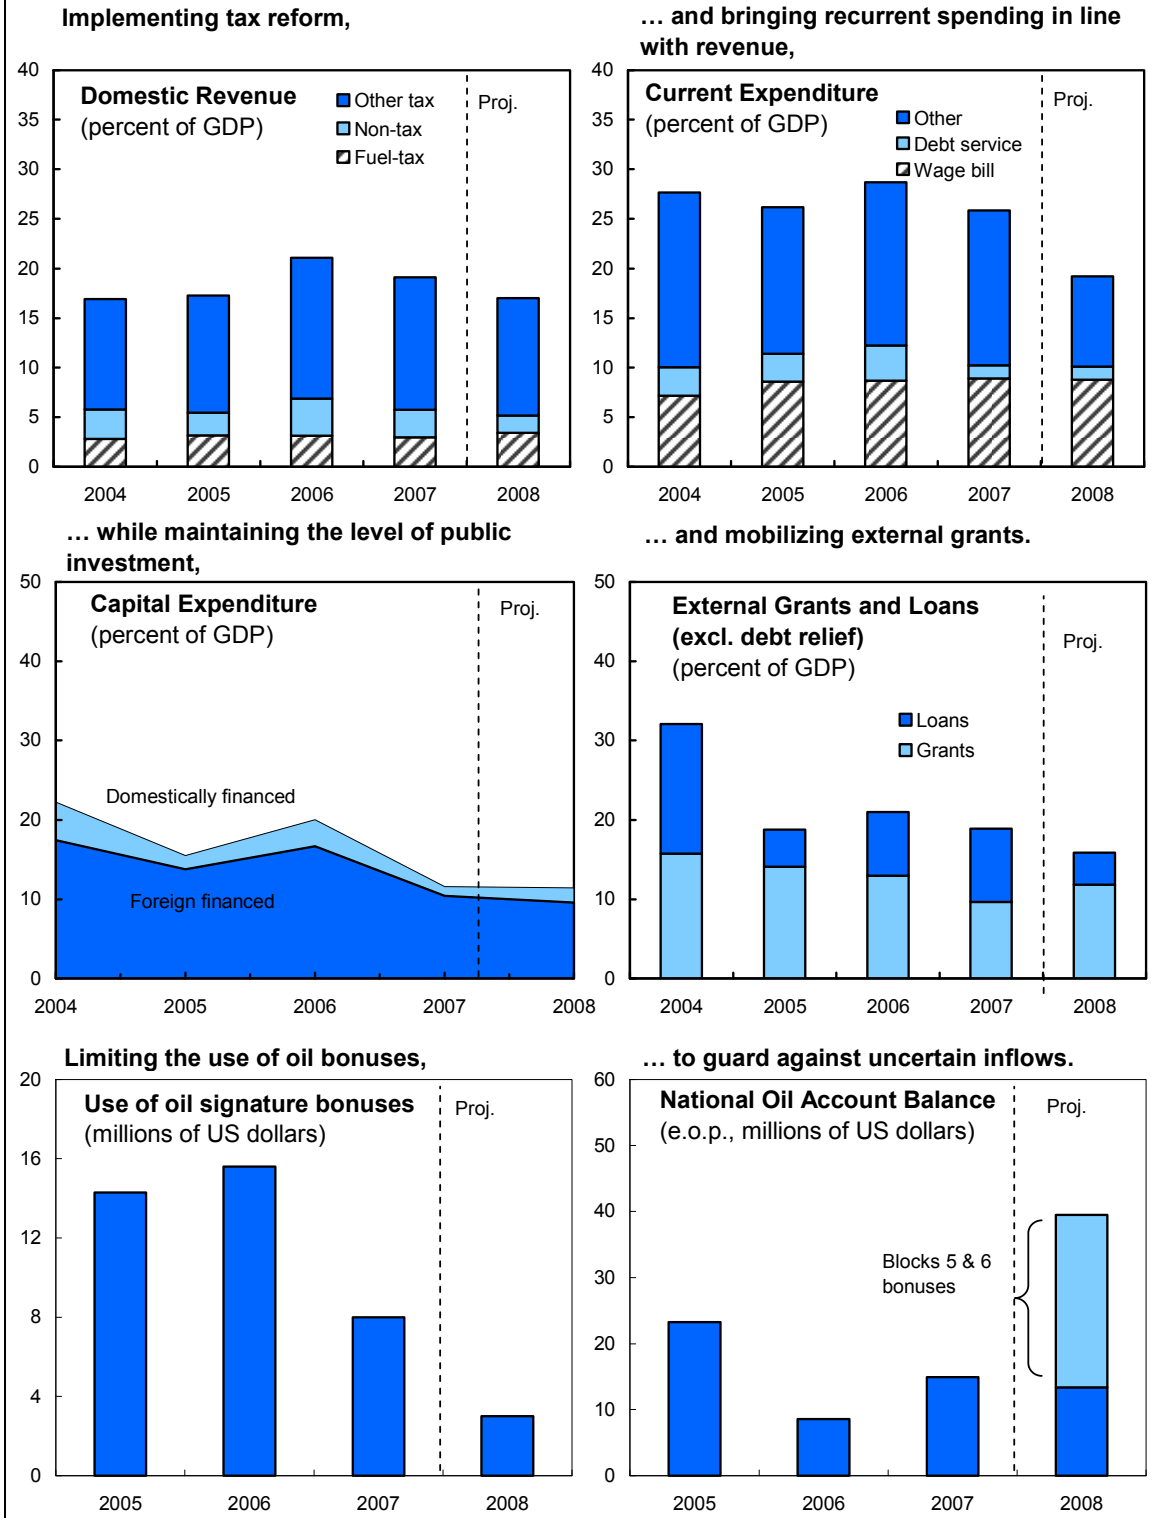 Implementing tax reform,
… and bringing recurrent spending in line
with revenue,
40
35
30
25
20
15
10
5
0
Domestic Revenue
(percent of GDP)
Other tax
Non-tax
Fuel-tax
Proj.
2004 2005 2006 2007 2008
40
35
30
25
20
15
10
5
0
Current Expenditure
(percent of GDP)
Other
Debt service
Wage bill
Proj.
2004 2005 2006 2007 2008
… while maintaining the level of public
investment,
… and mobilizing external grants.
50
40
30
20
10
0
Capital Expenditure
(percent of GDP)
Proj.
Domestically financed
Foreign financed
2004 2005 2006 2007 2008
50
40
30
20
10
0
External Grants and Loans
(excl. debt relief)
(percent of GDP)
Proj.
Loans
Grants
2004 2005 2006 2007 2008
Limiting the use of oil bonuses,
… to guard against uncertain inflows.
20
16
12
8
4
0
Use of oil signature bonuses
(millions of US dollars)
Proj.
2005 2006 2007 2008
60
50
40
30
20
10
0
National Oil Account Balance
(e.o.p., millions of US dollars)
Proj.
Blocks 5 & 6
bonuses
2005 2006 2007 2008